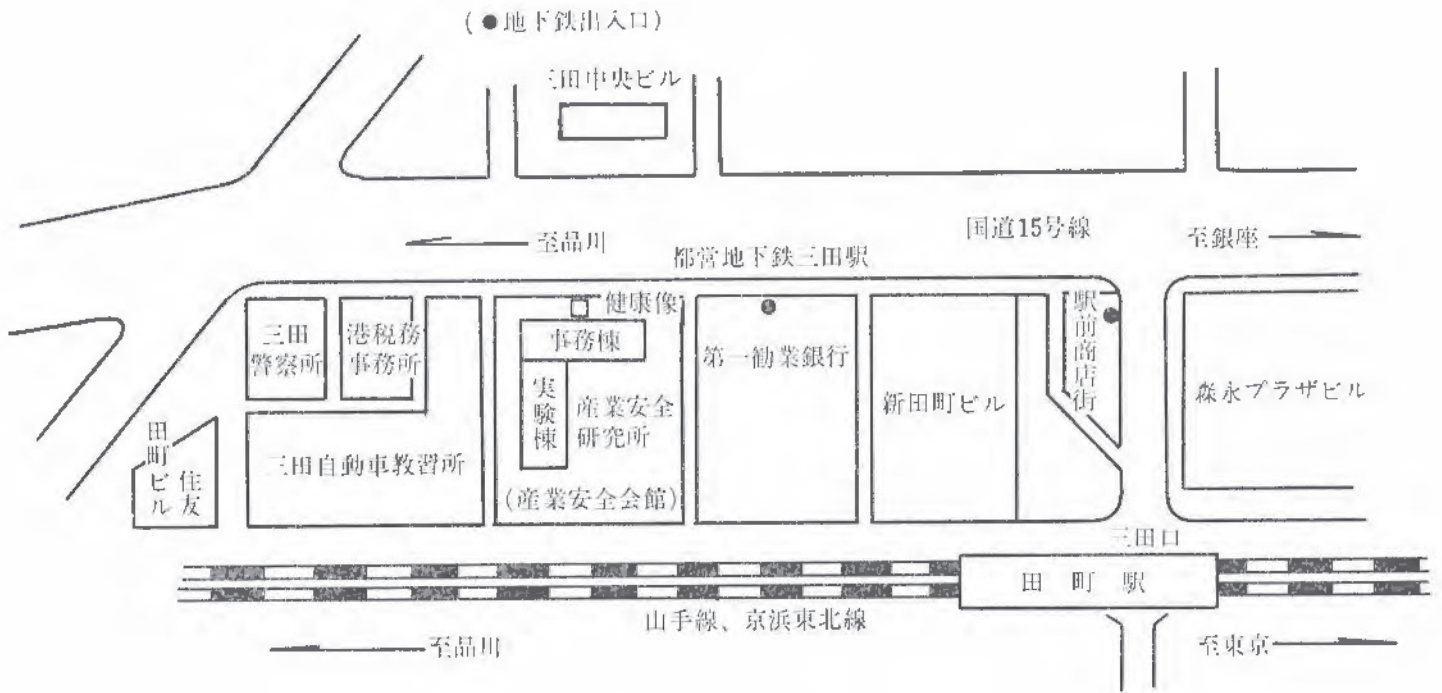 (●地下鉄出入口)
三田中央ビル
国道15号線
至品川
至銀座
都営地下鉄三田駅
健康像
三田
警察所
港税務
事務所
事務棟
実験棟
産業安全
研究所
(産業安全会館)
第一勧業銀行
新田町ビル
駅前商店街
森永プラザビル
田町ビル
住友
三田自動車教習所
三田口
田町駅
山手線、京浜東北線
至品川
至東京